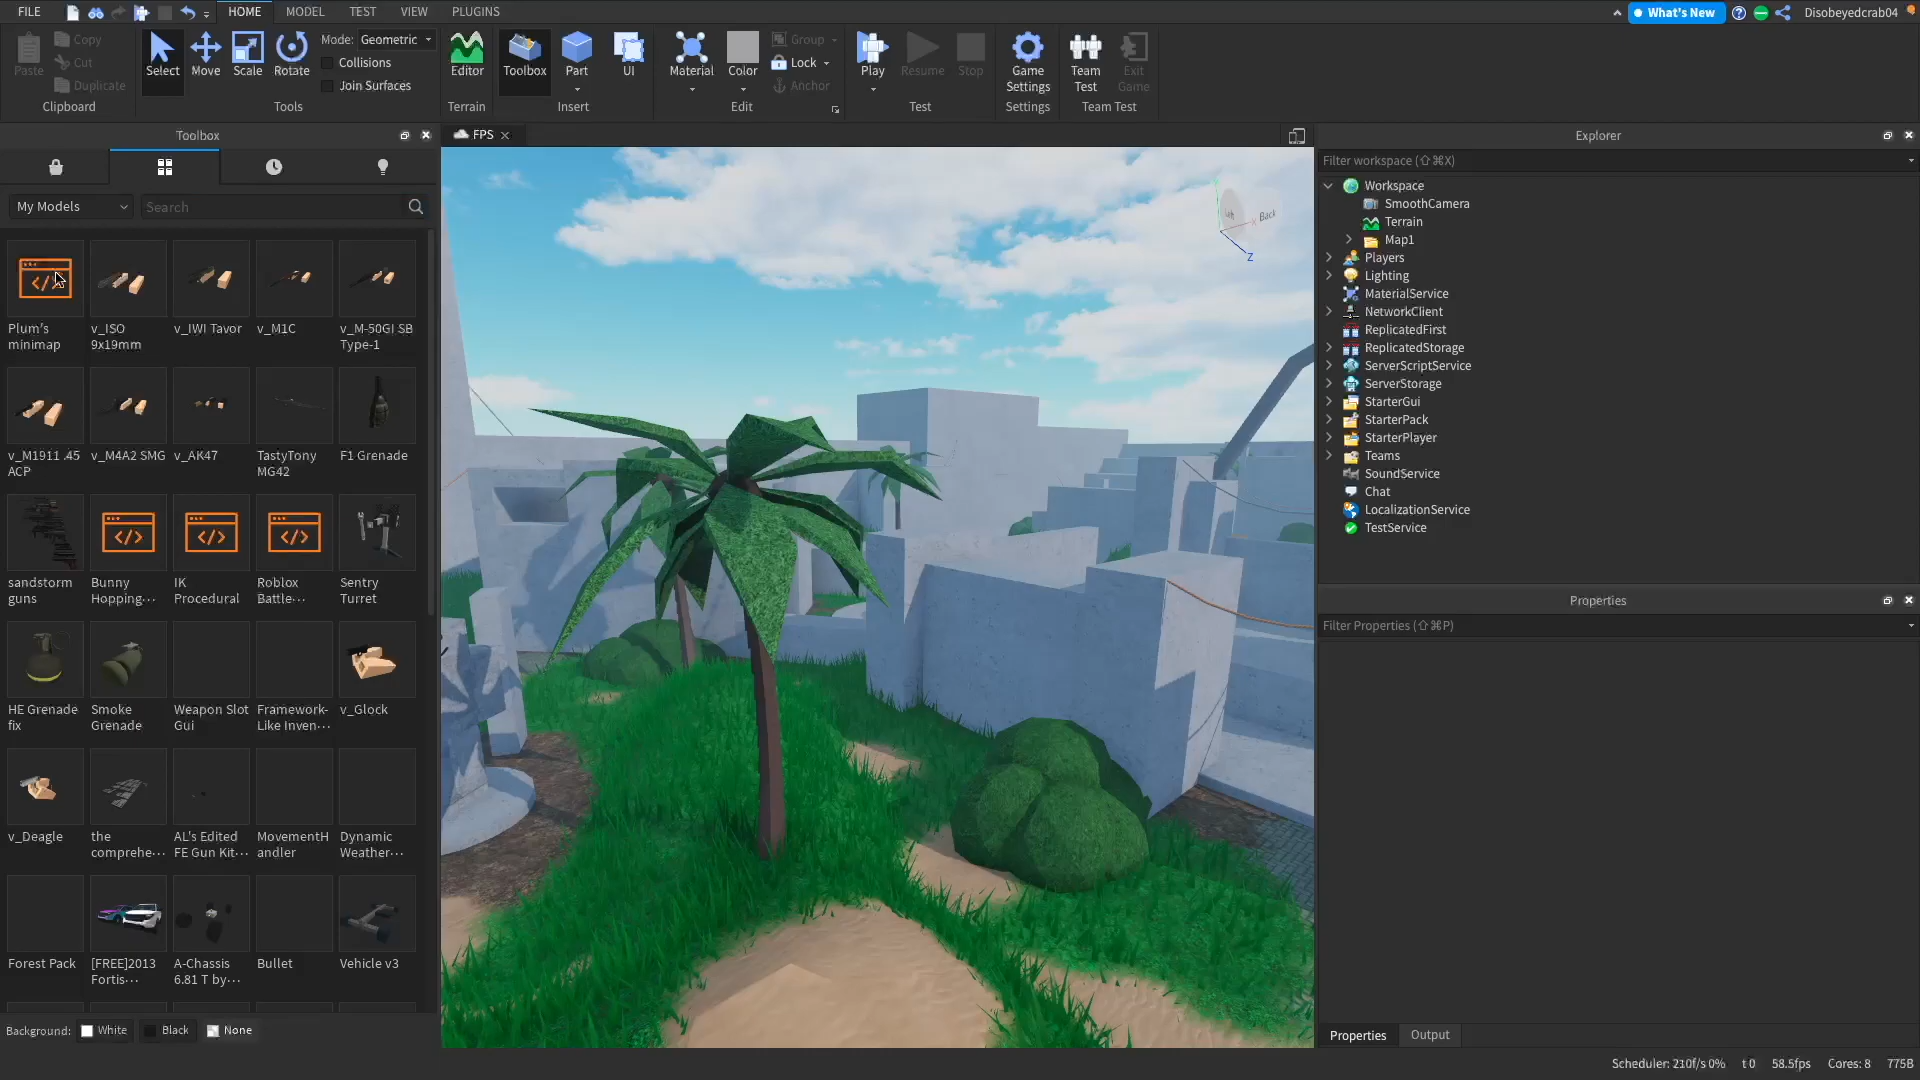 FILE HOME MODEL TEST VIEW PLUGINS What's New Disobeyedcrab04
Paste Copy Cut Duplicate Clipboard
Select Move Scale Rotate Mode: Geometric Collisions Join Surfaces Tools
Editor Terrain
Toolbox Part UI Insert
Material Color Group Lock Anchor Edit
Play Resume Stop Test
Game Settings Settings
Team Test Exit Game Team Test
Toolbox
My Models Search
Plum's minimap
v_ISO 9x19mm
v_IWI Tavor
v_M1C
v_M-50GI SB Type-1
v_M1911 .45 ACP
v_M4A2 SMG
v_AK47
TastyTony MG42
F1 Grenade
sandstorm guns
Bunny Hopping···
IK Procedural
Roblox Battle···
Sentry Turret
HE Grenade fix
Smoke Grenade
Weapon Slot Gui
Framework-Like Inven···
v_Glock
v_Deagle
the comprehe···
AL's Edited FE Gun Kit···
MovementHandler
Dynamic Weather···
Forest Pack
[FREE]2013 Fortis···
A-Chassis 6.81 T by···
Bullet
Vehicle v3
Background: White Black None
FPS
Back
Z
Explorer
Filter workspace (⇧⌘X)
Workspace
SmoothCamera
Terrain
Map1
Players
Lighting
MaterialService
NetworkClient
ReplicatedFirst
ReplicatedStorage
ServerScriptService
ServerStorage
StarterGui
StarterPack
StarterPlayer
Teams
SoundService
Chat
LocalizationService
TestService
Properties
Filter Properties (⇧⌘P)
Properties Output
Scheduler: 210f/s 0% t 0 58.5fps Cores: 8 775B